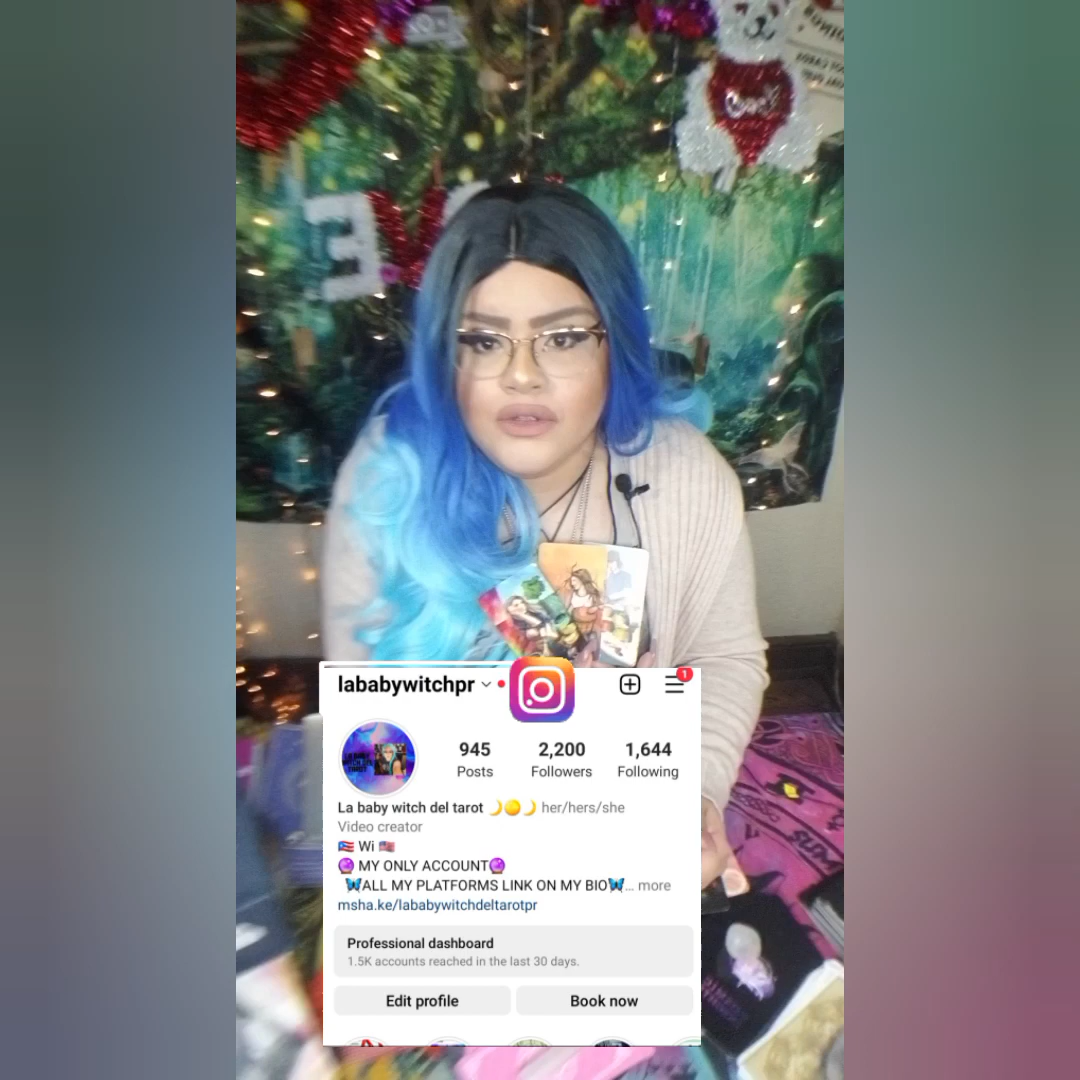 lababywitchpr
1
945 2,200 1,644
Posts Followers Following
La baby witch del tarot 🌙🌕🌙 her/hers/she
Video creator
🇵🇷 Wi 🇺🇸
🔮 MY ONLY ACCOUNT🔮
🦋ALL MY PLATFORMS LINK ON MY BIO🦋... more
msha.ke/lababywitchdeltarotpr
Professional dashboard
1.5K accounts reached in the last 30 days.
Edit profile Book now